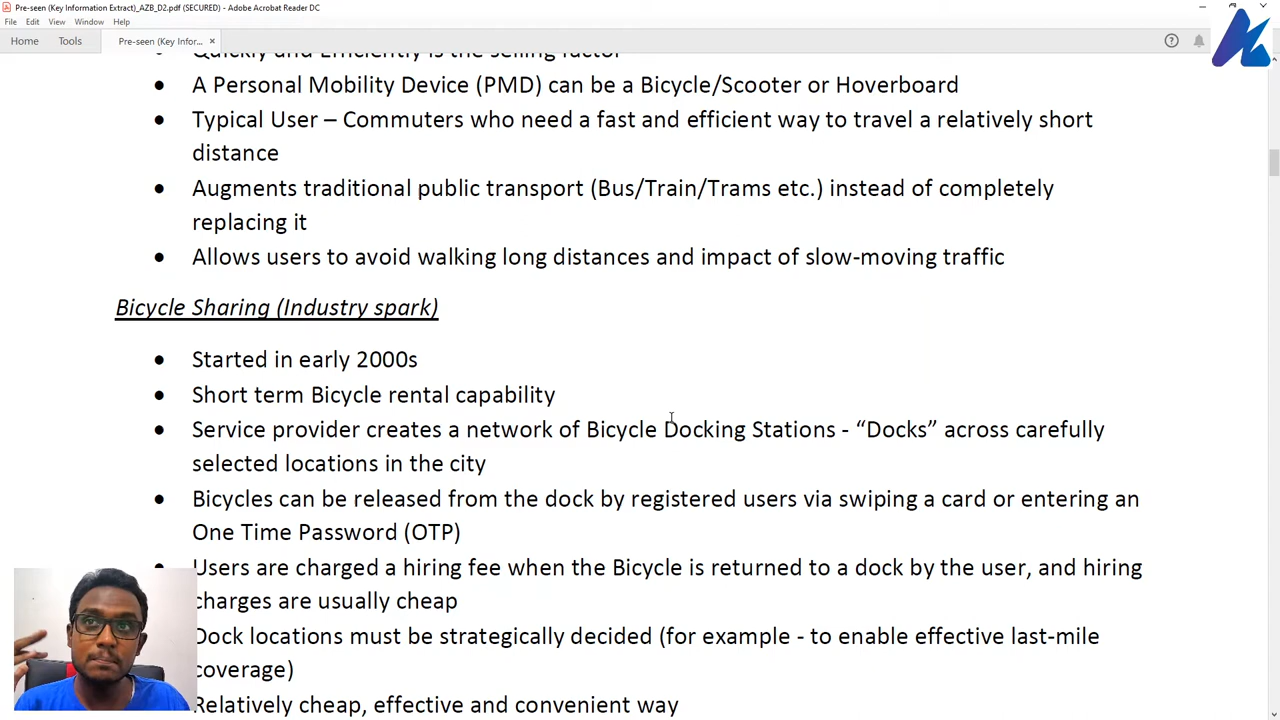 Pre-seen (Key Information Extract)_AZB_D2.pdf (SECURED) - Adobe Acrobat Reader DC
File Edit View Window Help
Home Tools Pre-seen (Key Infor... ×
Quickly and Efficiently is the selling factor
• A Personal Mobility Device (PMD) can be a Bicycle/Scooter or Hoverboard
• Typical User – Commuters who need a fast and efficient way to travel a relatively short
distance
• Augments traditional public transport (Bus/Train/Trams etc.) instead of completely
replacing it
• Allows users to avoid walking long distances and impact of slow-moving traffic
Bicycle Sharing (Industry spark)
• Started in early 2000s
• Short term Bicycle rental capability
• Service provider creates a network of Bicycle Docking Stations - “Docks” across carefully
selected locations in the city
• Bicycles can be released from the dock by registered users via swiping a card or entering an
One Time Password (OTP)
Users are charged a hiring fee when the Bicycle is returned to a dock by the user, and hiring
charges are usually cheap
Dock locations must be strategically decided (for example - to enable effective last-mile
coverage)
Relatively cheap, effective and convenient way